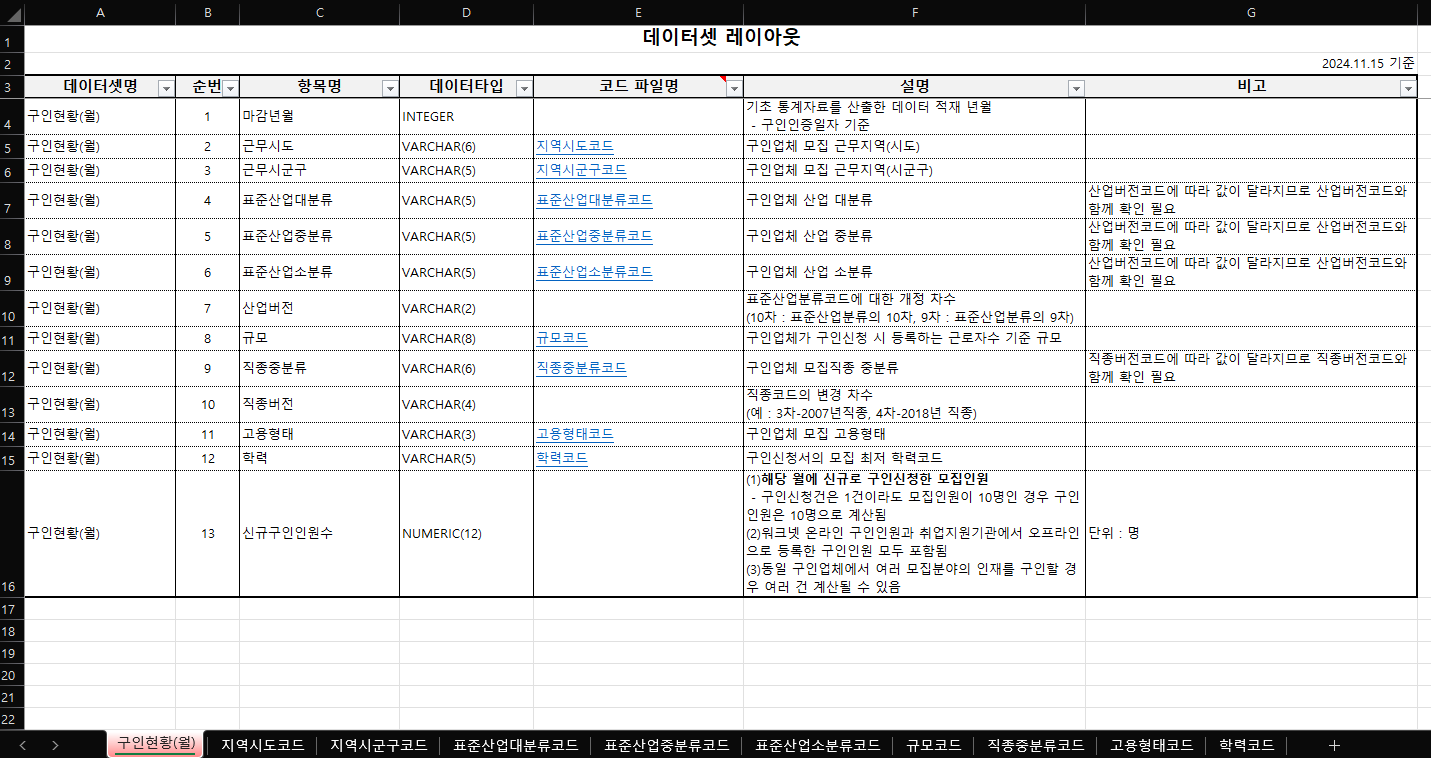 A B C D E F G
1 데이터셋 레이아웃
2 2024.11.15 기준
3 데이터셋명 순번 항목명 데이터타입 코드 파일명 설명 비고
4 구인현황(월) 1 마감년월 INTEGER 기초 통계자료를 산출한 데이터 적재 년월
- 구인인증일자 기준
5 구인현황(월) 2 근무시도 VARCHAR(6) 지역시도코드 구인업체 모집 근무지역(시도)
6 구인현황(월) 3 근무시군구 VARCHAR(5) 지역시군구코드 구인업체 모집 근무지역(시군구)
7 구인현황(월) 4 표준산업대분류 VARCHAR(5) 표준산업대분류코드 구인업체 산업 대분류 산업버전코드에 따라 값이 달라지므로 산업버전코드와
함께 확인 필요
8 구인현황(월) 5 표준산업중분류 VARCHAR(5) 표준산업중분류코드 구인업체 산업 중분류 산업버전코드에 따라 값이 달라지므로 산업버전코드와
함께 확인 필요
9 구인현황(월) 6 표준산업소분류 VARCHAR(5) 표준산업소분류코드 구인업체 산업 소분류 산업버전코드에 따라 값이 달라지므로 산업버전코드와
함께 확인 필요
10 구인현황(월) 7 산업버전 VARCHAR(2) 표준산업분류코드에 대한 개정 차수
(10차 : 표준산업분류의 10차, 9차 : 표준산업분류의 9차)
11 구인현황(월) 8 규모 VARCHAR(8) 규모코드 구인업체가 구인신청 시 등록하는 근로자수 기준 규모
12 구인현황(월) 9 직종중분류 VARCHAR(6) 직종중분류코드 구인업체 모집직종 중분류 직종버전코드에 따라 값이 달라지므로 직종버전코드와
함께 확인 필요
13 구인현황(월) 10 직종버전 VARCHAR(4) 직종코드의 변경 차수
(예 : 3차-2007년직종, 4차-2018년 직종)
14 구인현황(월) 11 고용형태 VARCHAR(3) 고용형태코드 구인업체 모집 고용형태
15 구인현황(월) 12 학력 VARCHAR(5) 학력코드 구인신청서의 모집 최저 학력코드
16 구인현황(월) 13 신규구인인원수 NUMERIC(12) (1)해당 월에 신규로 구인신청한 모집인원
- 구인신청건은 1건이라도 모집인원이 10명인 경우 구인
인원은 10명으로 계산됨
(2)워크넷 온라인 구인인원과 취업지원기관에서 오프라인
으로 등록한 구인인원 모두 포함됨
(3)동일 구인업체에서 여러 모집분야의 인재를 구인할 경
우 여러 건 계산될 수 있음
단위 : 명
17
18
19
20
21
22
구인현황(월) 지역시도코드 지역시군구코드 표준산업대분류코드 표준산업중분류코드 표준산업소분류코드 규모코드 직종중분류코드 고용형태코드 학력코드